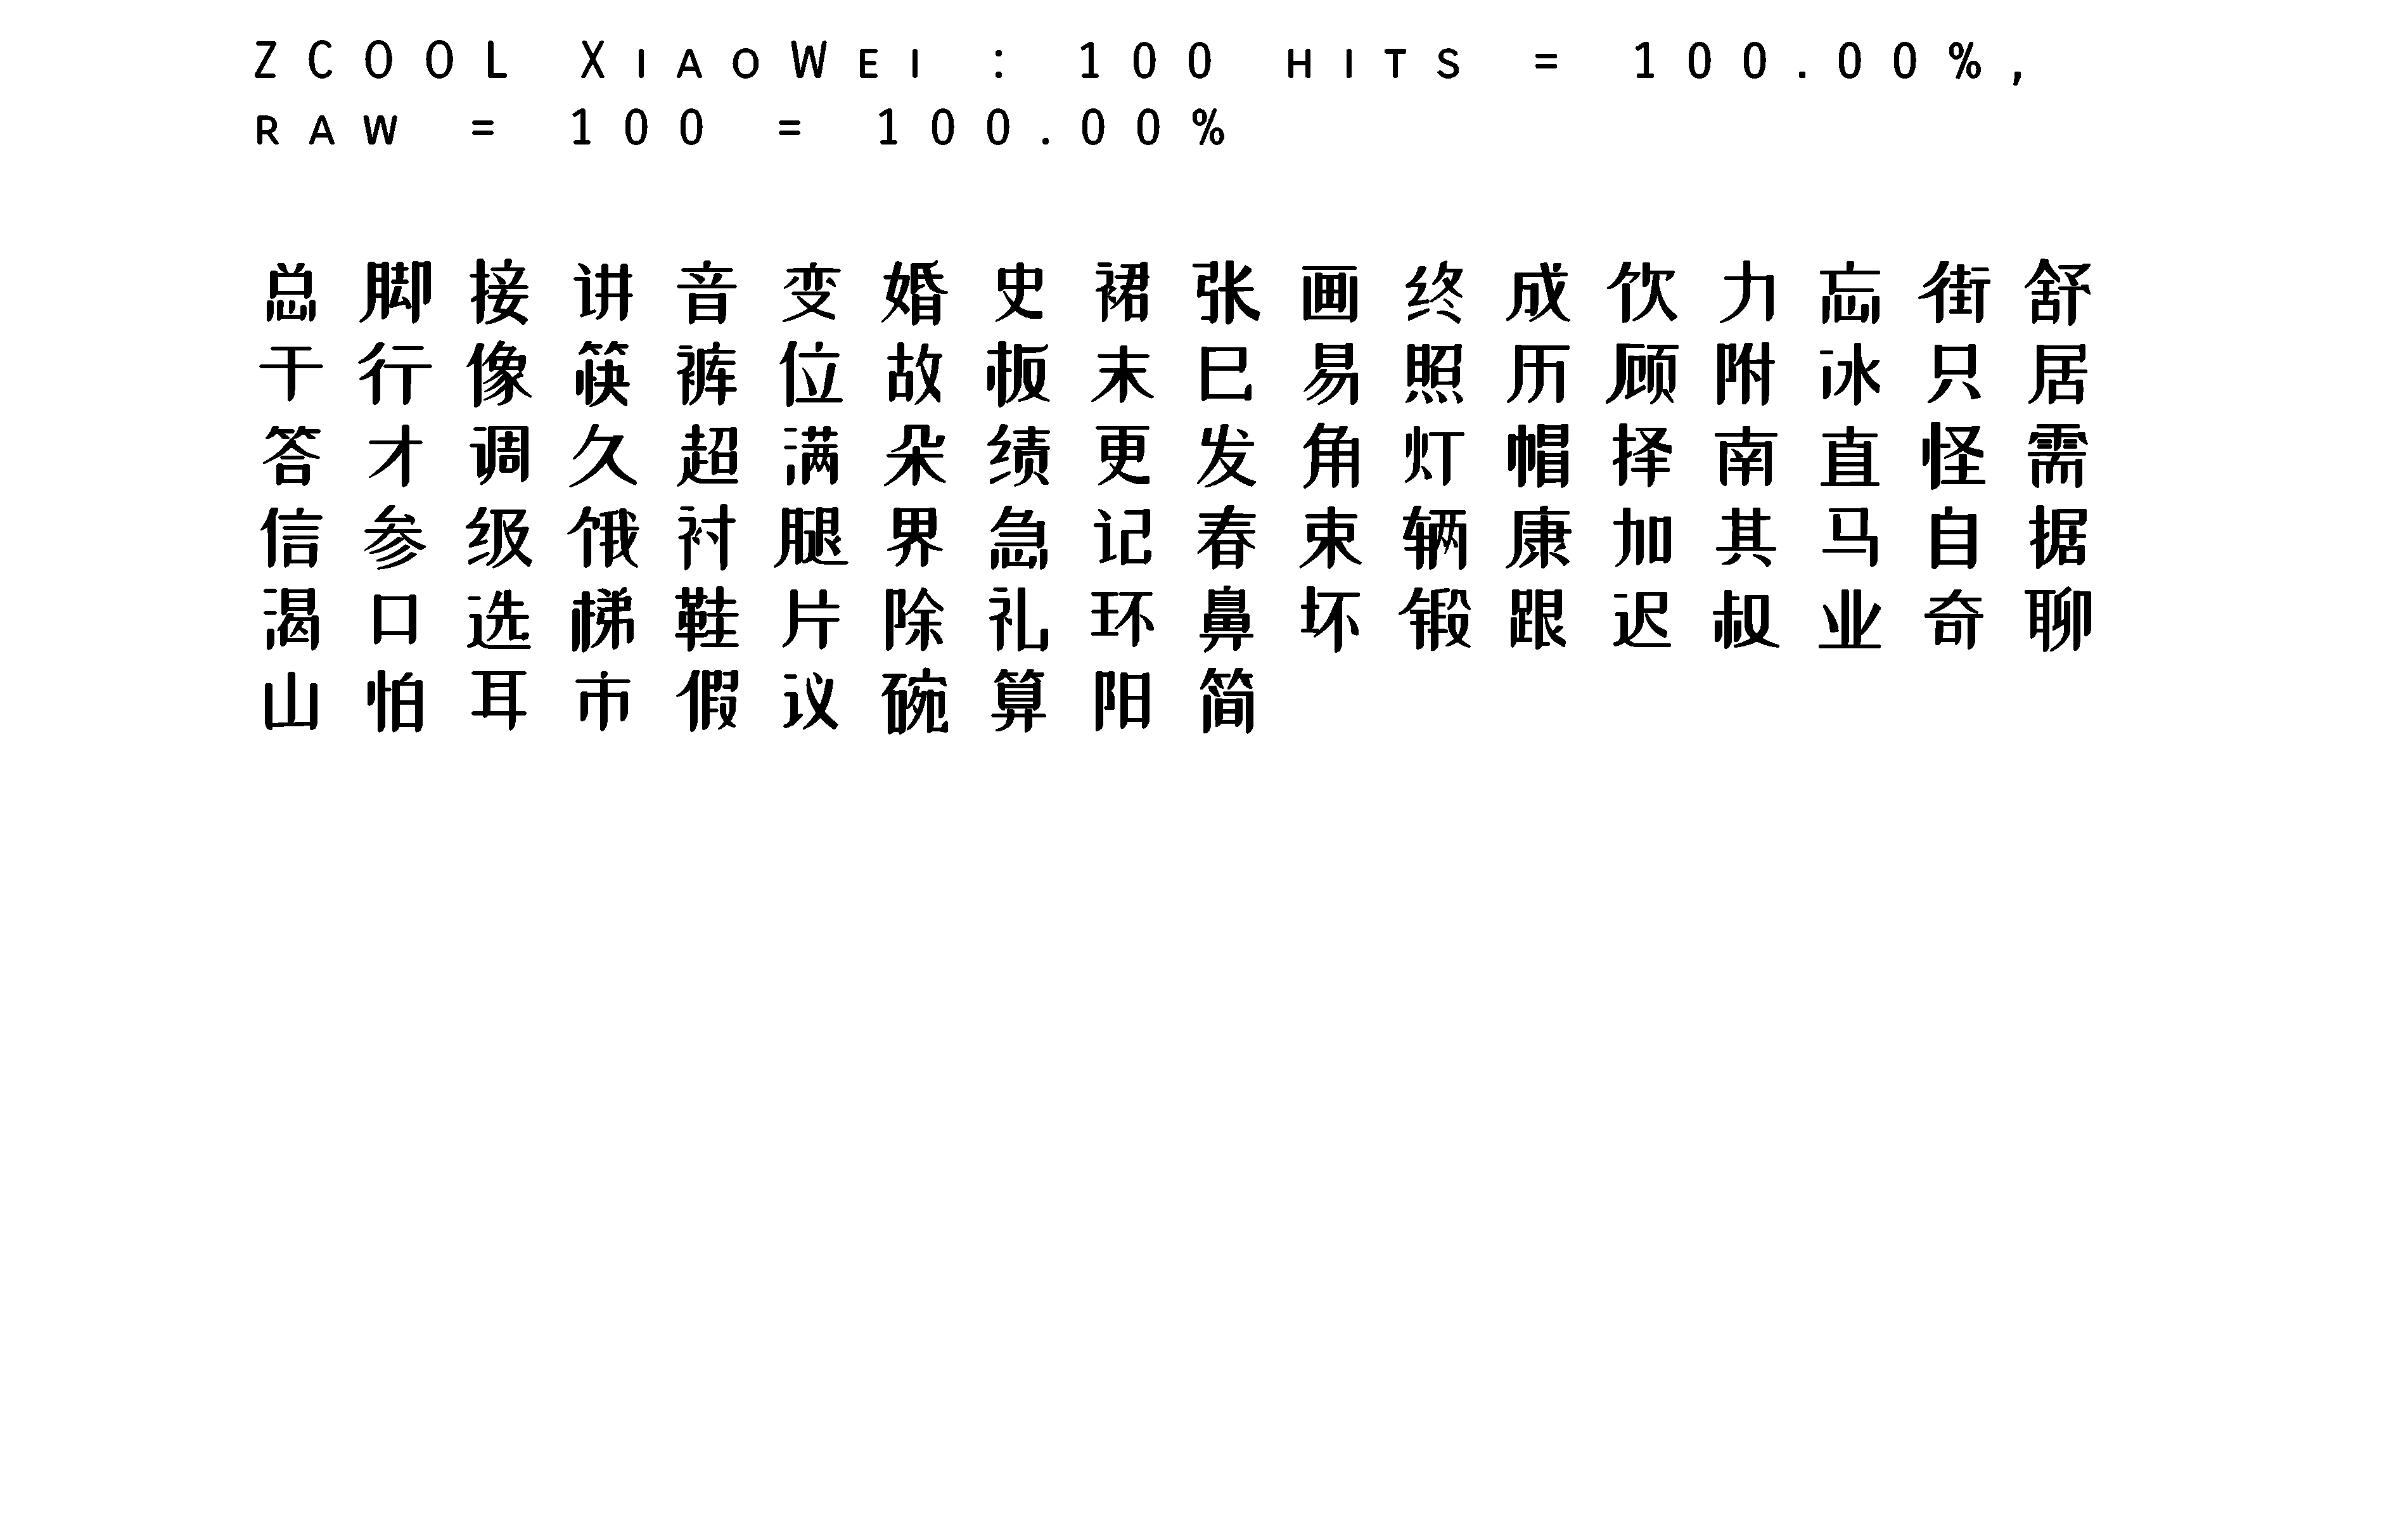 ZCOOL XiaoWei : 100 hits = 100.00%,
raw = 100 = 100.00%
总脚接讲音变婚史裙张画终成饮力忘街舒
干行像筷裤位故板末已易照历顾附冰只居
答才调久超满朵绩更发角灯帽择南直怪需
信参级饿衬腿界急记春束辆康加其马自据
渴口选梯鞋片除礼环鼻坏锻跟迟权业奇聊
山怕耳市假议碗算阳简